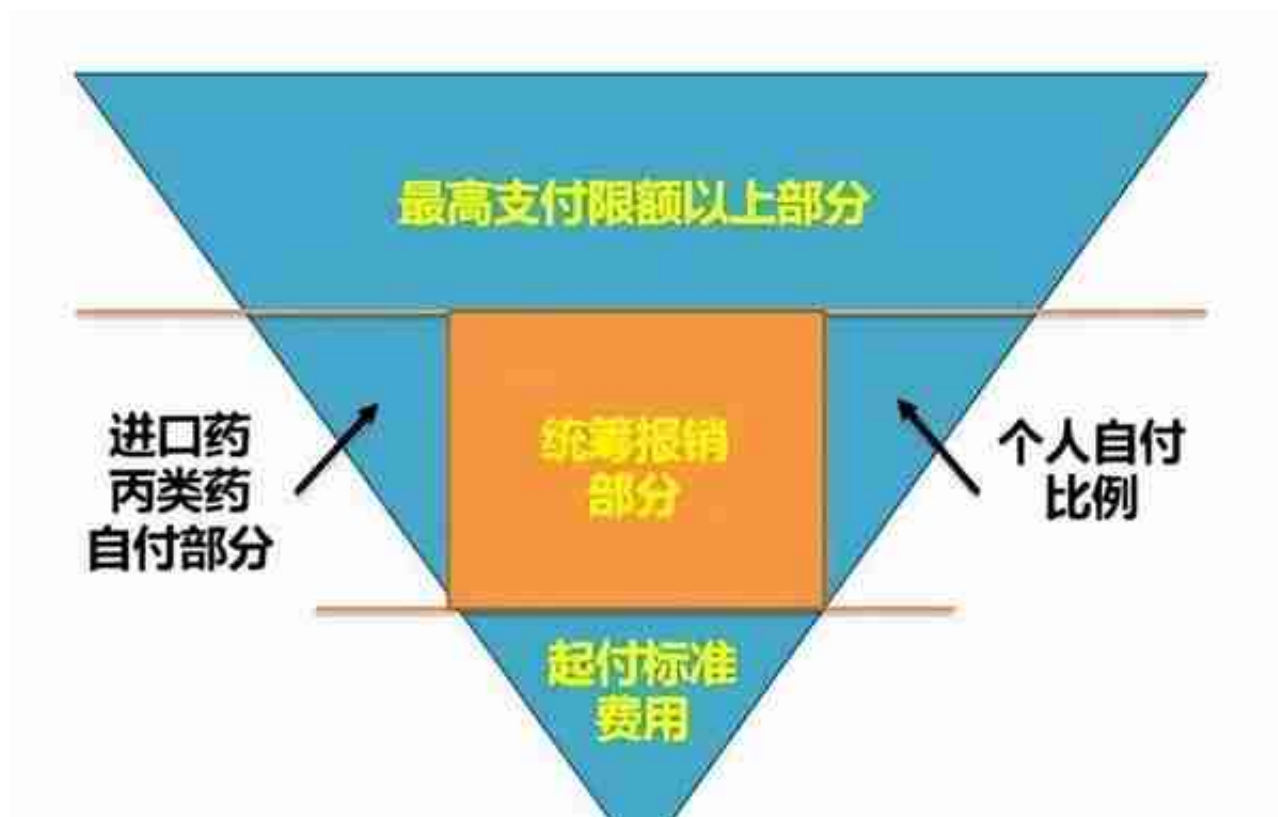 最高支付限额以上部分
进口药
丙类药
自付部分
统筹报销
部分
个人自付
比例
起付标准
费用